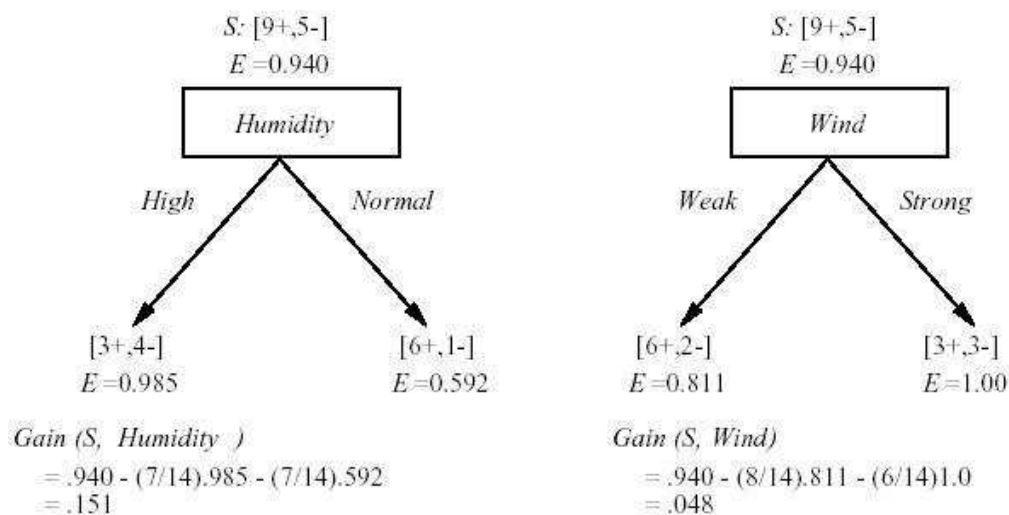 S: [9+,5-]
E =0.940
Humidity
High
Normal
[3+,4-]
E =0.985
[6+,1-]
E =0.592
Gain (S, Humidity )
= .940 - (7/14).985 - (7/14).592
= .151
S: [9+,5-]
E =0.940
Wind
Weak
Strong
[6+,2-]
E =0.811
[3+,3-]
E =1.00
Gain (S, Wind)
= .940 - (8/14).811 - (6/14)1.0
= .048